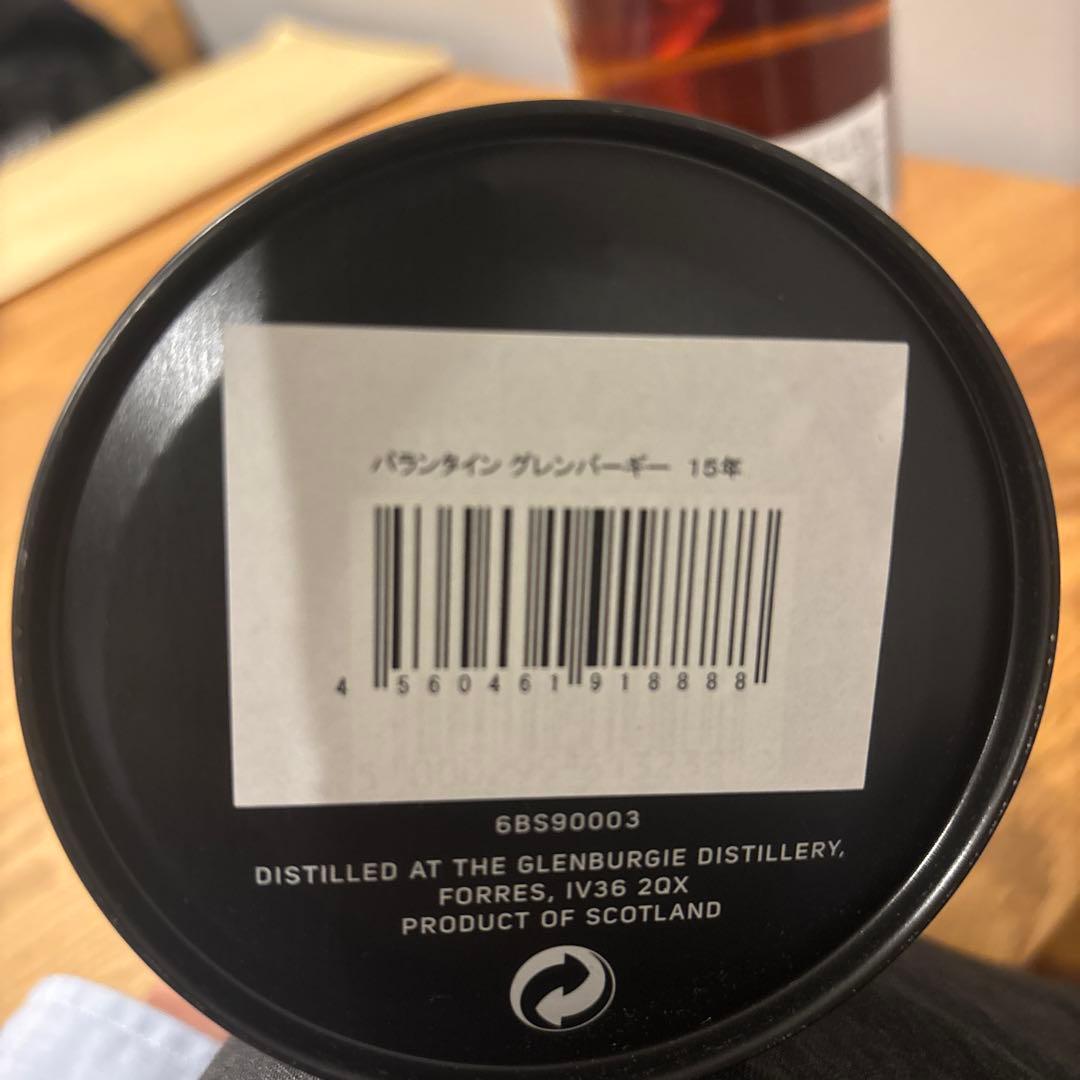 バランタイン グレンバーギー 15年
4 560461 918888
6BS90003
DISTILLED AT THE GLENBURGIE DISTILLERY,
FORRES, IV36 2QX
PRODUCT OF SCOTLAND